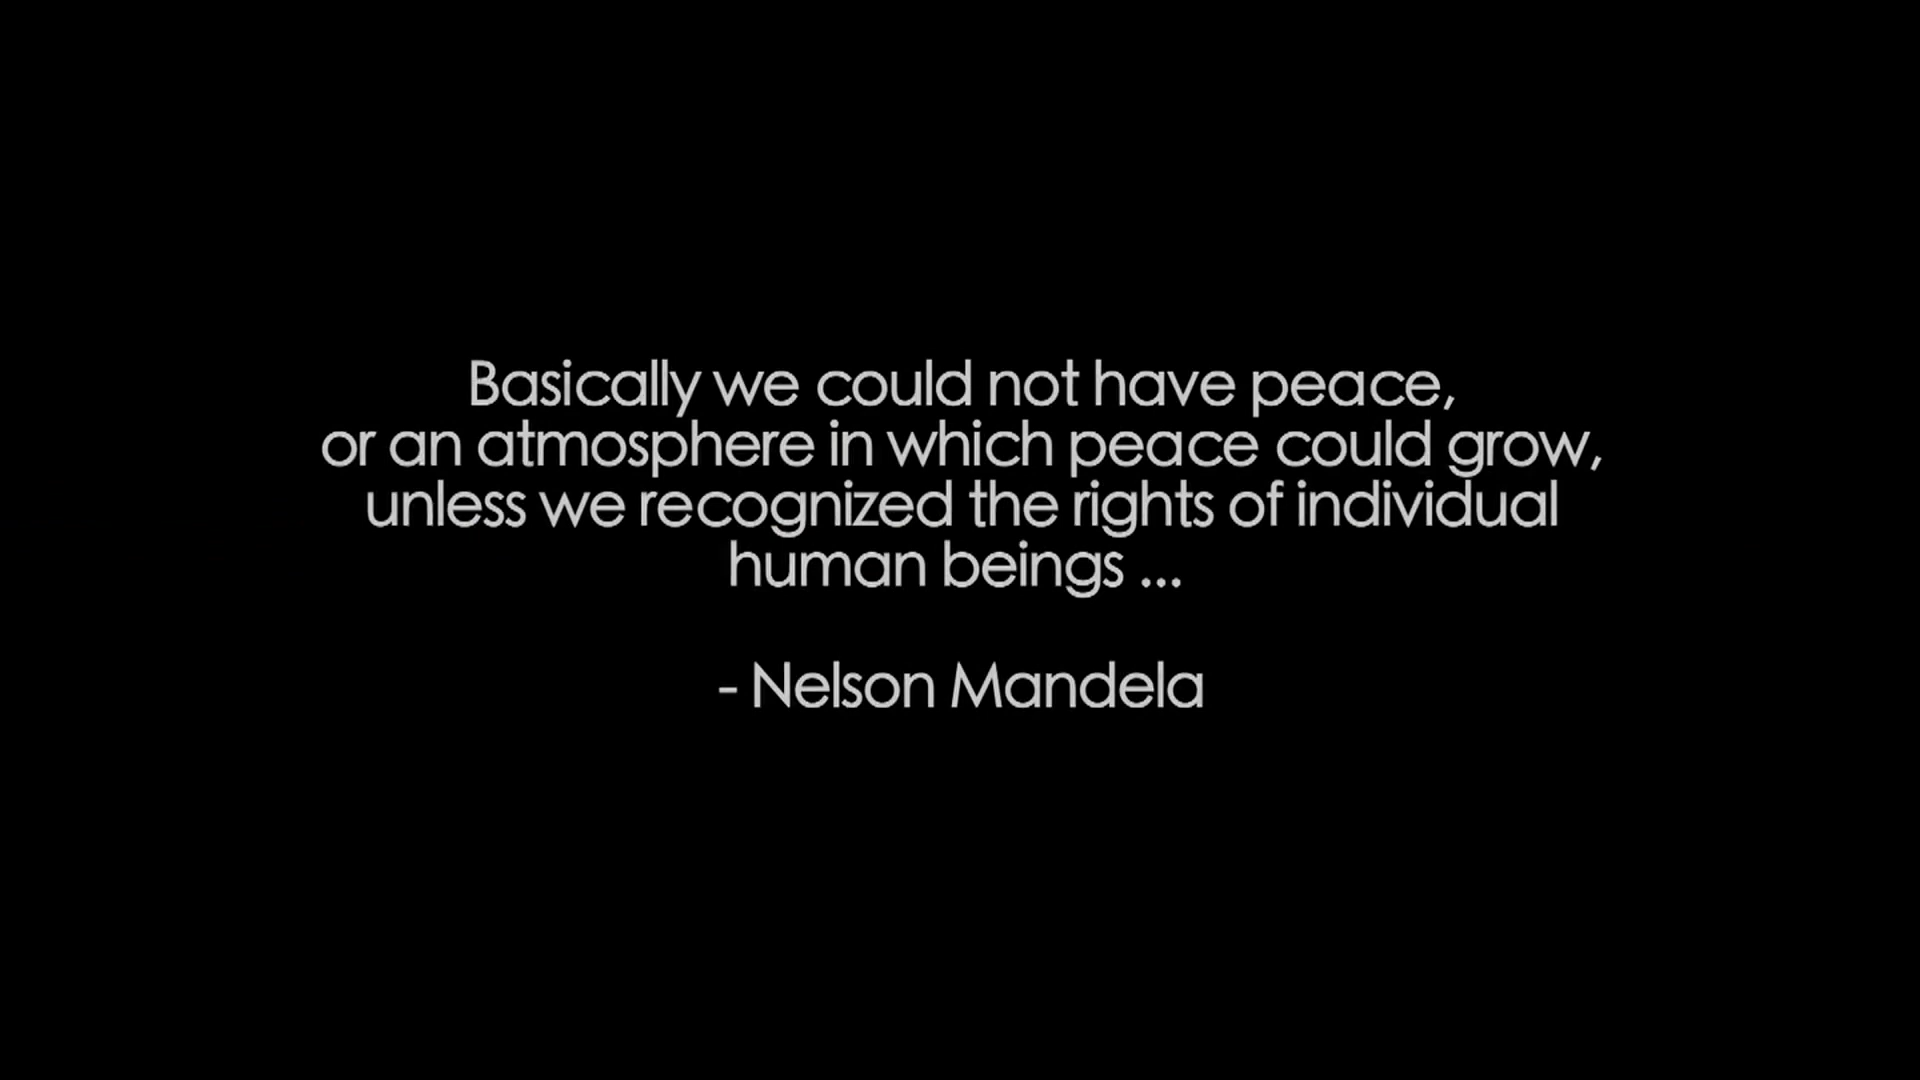 Basically we could not have peace,
or an atmosphere in which peace could grow,
unless we recognized the rights of individual
human beings ...
- Nelson Mandela